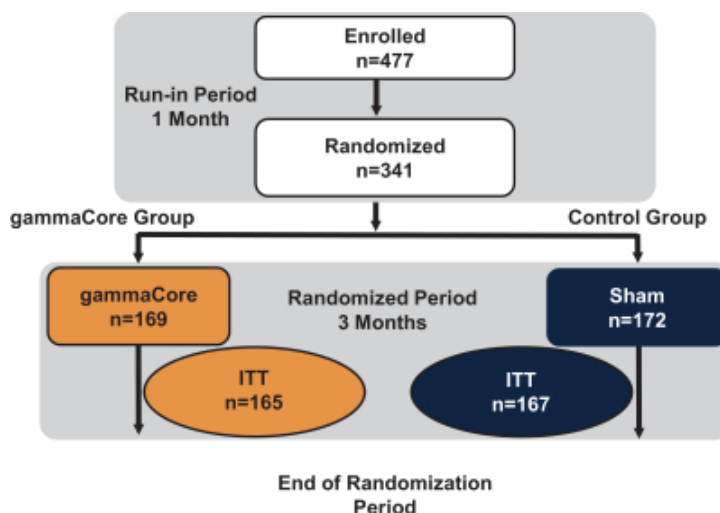 Enrolled
n=477
Run-in Period
1 Month
Randomized
n=341
gammaCore Group
Control Group
gammaCore
n=169
Randomized Period
3 Months
Sham
n=172
ITT
n=165
ITT
n=167
End of Randomization
Period